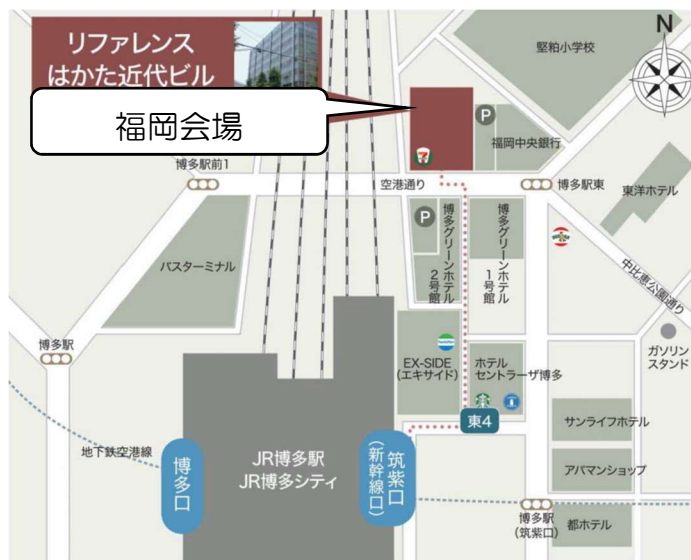 リファレンス
はかた近代ビル
福岡会場
N
堅粕小学校
P
福岡中央銀行
博多駅前1
空港通り
博多駅東
東洋ホテル
P
博多グリーンホテル
2号館
博多グリーンホテル
1号館
バスターミナル
中比恵公園通り
博多駅
EX-SIDE
(エキサイド)
ホテル
セントラーザ博多
ガソリン
スタンド
東4
サンライフホテル
地下鉄空港線
博多口
JR博多駅
JR博多シティ
筑紫口
(新幹線口)
アパマンショップ
博多駅
(筑紫口)
都ホテル